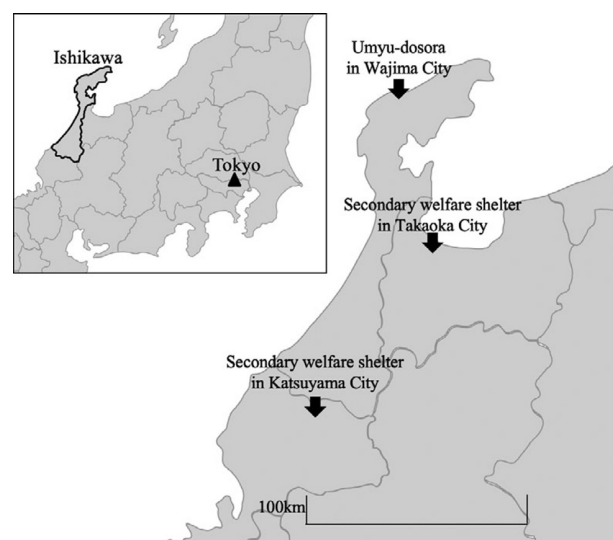 Ishikawa
Tokyo
Umyu-dosora
in Wajima City
Secondary welfare shelter
in Takaoka City
Secondary welfare shelter
in Katsuyama City
100km